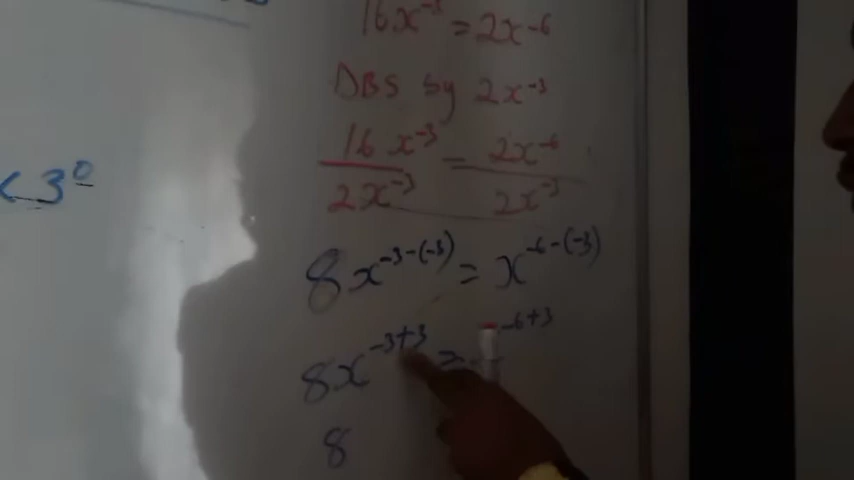 16x⁻³ = 2x⁻⁶
DBS by 2x⁻³
16x⁻³ = 2x⁻⁶
2x⁻³ 2x⁻³
8x⁻³⁻⁽⁻³⁾ = x⁻⁶⁻⁽⁻³⁾
8x⁻³⁺³ = ⁻⁶⁺³
8
< 3⁰